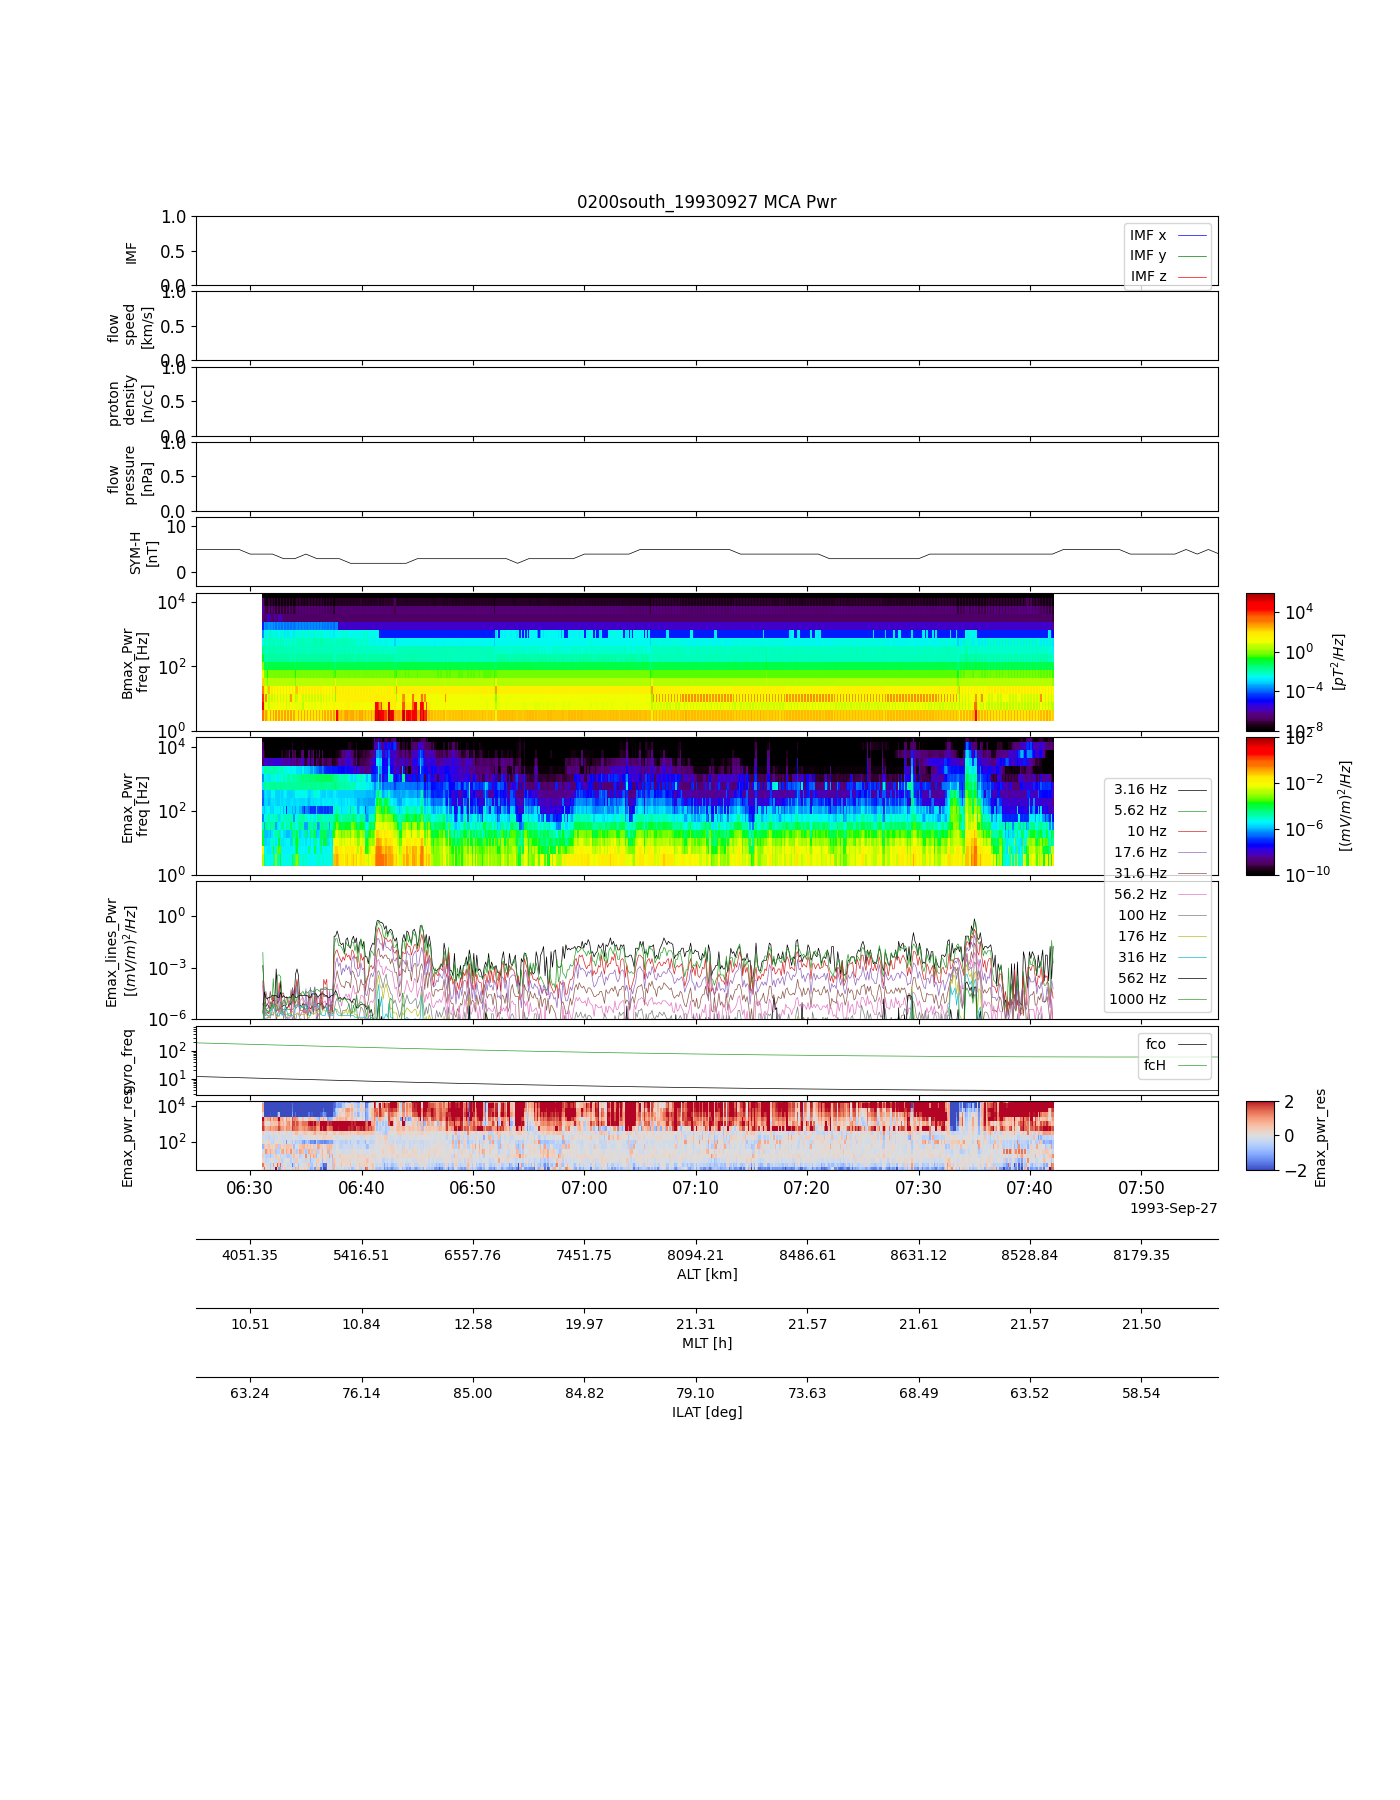 0200south_19930927 MCA Pwr
IMF
1.0
0.5
0.0
IMF x
IMF y
IMF z
flow
speed
[km/s]
1.0
0.5
0.0
proton
density
[n/cc]
1.0
0.5
0.0
flow
pressure
[nPa]
1.0
0.5
0.0
SYM-H
[nT]
10
0
Bmax_Pwr
freq [Hz]
10^4
10^2
10^0
10^4
10^0
10^-4
10^-8
[pT^2/Hz]
Emax_Pwr
freq [Hz]
10^4
10^2
10^0
10^2
10^-2
10^-6
10^-10
[(mV/m)^2/Hz]
3.16 Hz
5.62 Hz
10 Hz
17.6 Hz
31.6 Hz
56.2 Hz
100 Hz
176 Hz
316 Hz
562 Hz
1000 Hz
Emax_lines_Pwr
[(mV/m)^2/Hz]
10^0
10^-3
10^-6
gyro_freq
10^2
10^1
fco
fcH
Emax_pwr_res
10^4
10^2
2
0
−2
Emax_pwr_res
06:30 06:40 06:50 07:00 07:10 07:20 07:30 07:40 07:50
1993-Sep-27
4051.35 5416.51 6557.76 7451.75 8094.21 8486.61 8631.12 8528.84 8179.35
ALT [km]
10.51 10.84 12.58 19.97 21.31 21.57 21.61 21.57 21.50
MLT [h]
63.24 76.14 85.00 84.82 79.10 73.63 68.49 63.52 58.54
ILAT [deg]